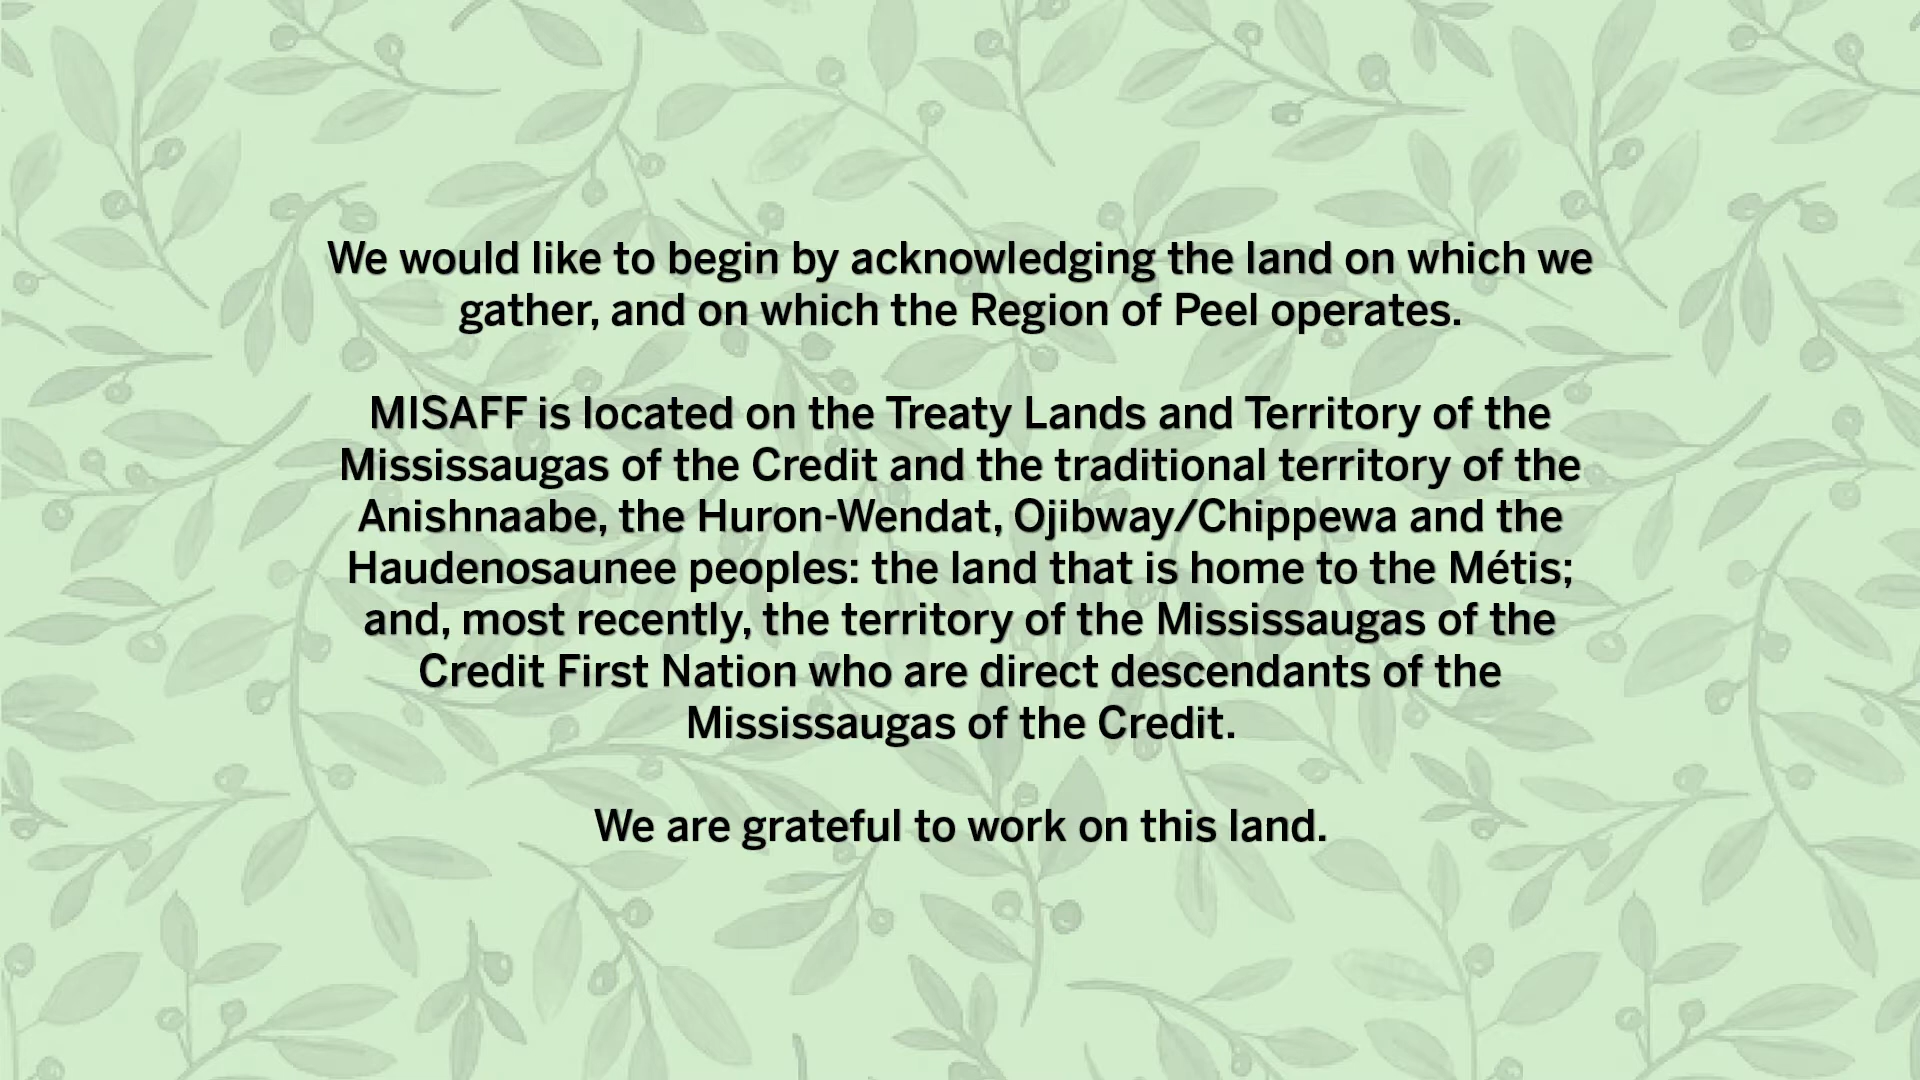 We would like to begin by acknowledging the land on which we
gather, and on which the Region of Peel operates.
MISAFF is located on the Treaty Lands and Territory of the
Mississaugas of the Credit and the traditional territory of the
Anishnaabe, the Huron-Wendat, Ojibway/Chippewa and the
Haudenosaunee peoples: the land that is home to the Métis;
and, most recently, the territory of the Mississaugas of the
Credit First Nation who are direct descendants of the
Mississaugas of the Credit.
We are grateful to work on this land.